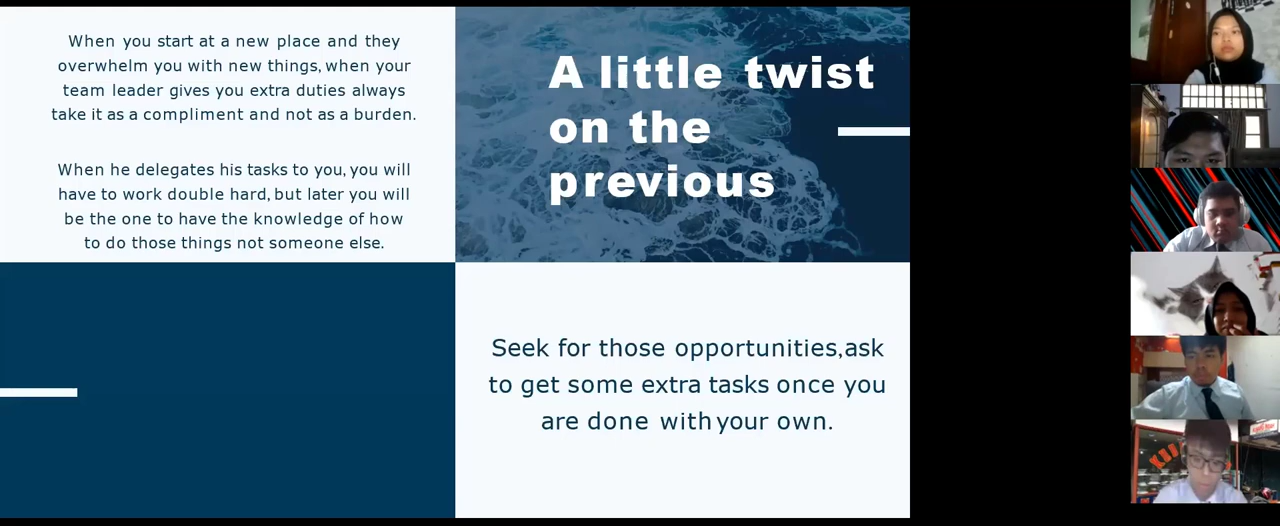 When you start at a new place and they
overwhelm you with new things, when your
team leader gives you extra duties always
take it as a compliment and not as a burden.
When he delegates his tasks to you, you will
have to work double hard, but later you will
be the one to have the knowledge of how
to do those things not someone else.
A little twist
on the
previous
Seek for those opportunities,ask
to get some extra tasks once you
are done with your own.